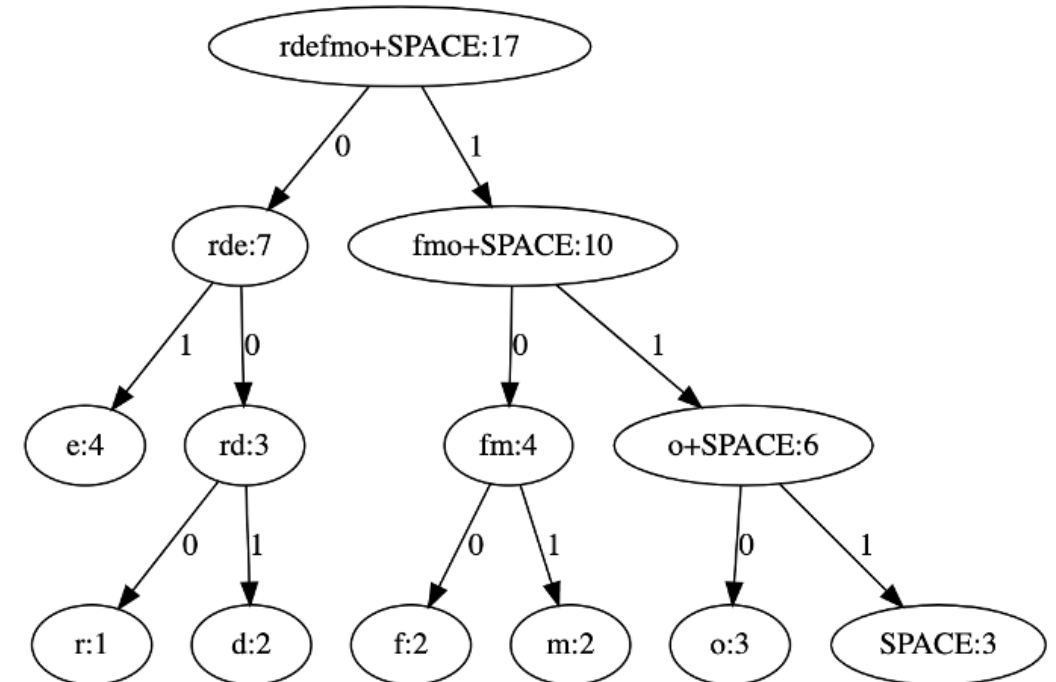 rdefmo+SPACE:17
0 1
rde:7 fmo+SPACE:10
1 0 0 1
e:4 rd:3 fm:4 o+SPACE:6
0 1 0 1 0 1
r:1 d:2 f:2 m:2 o:3 SPACE:3